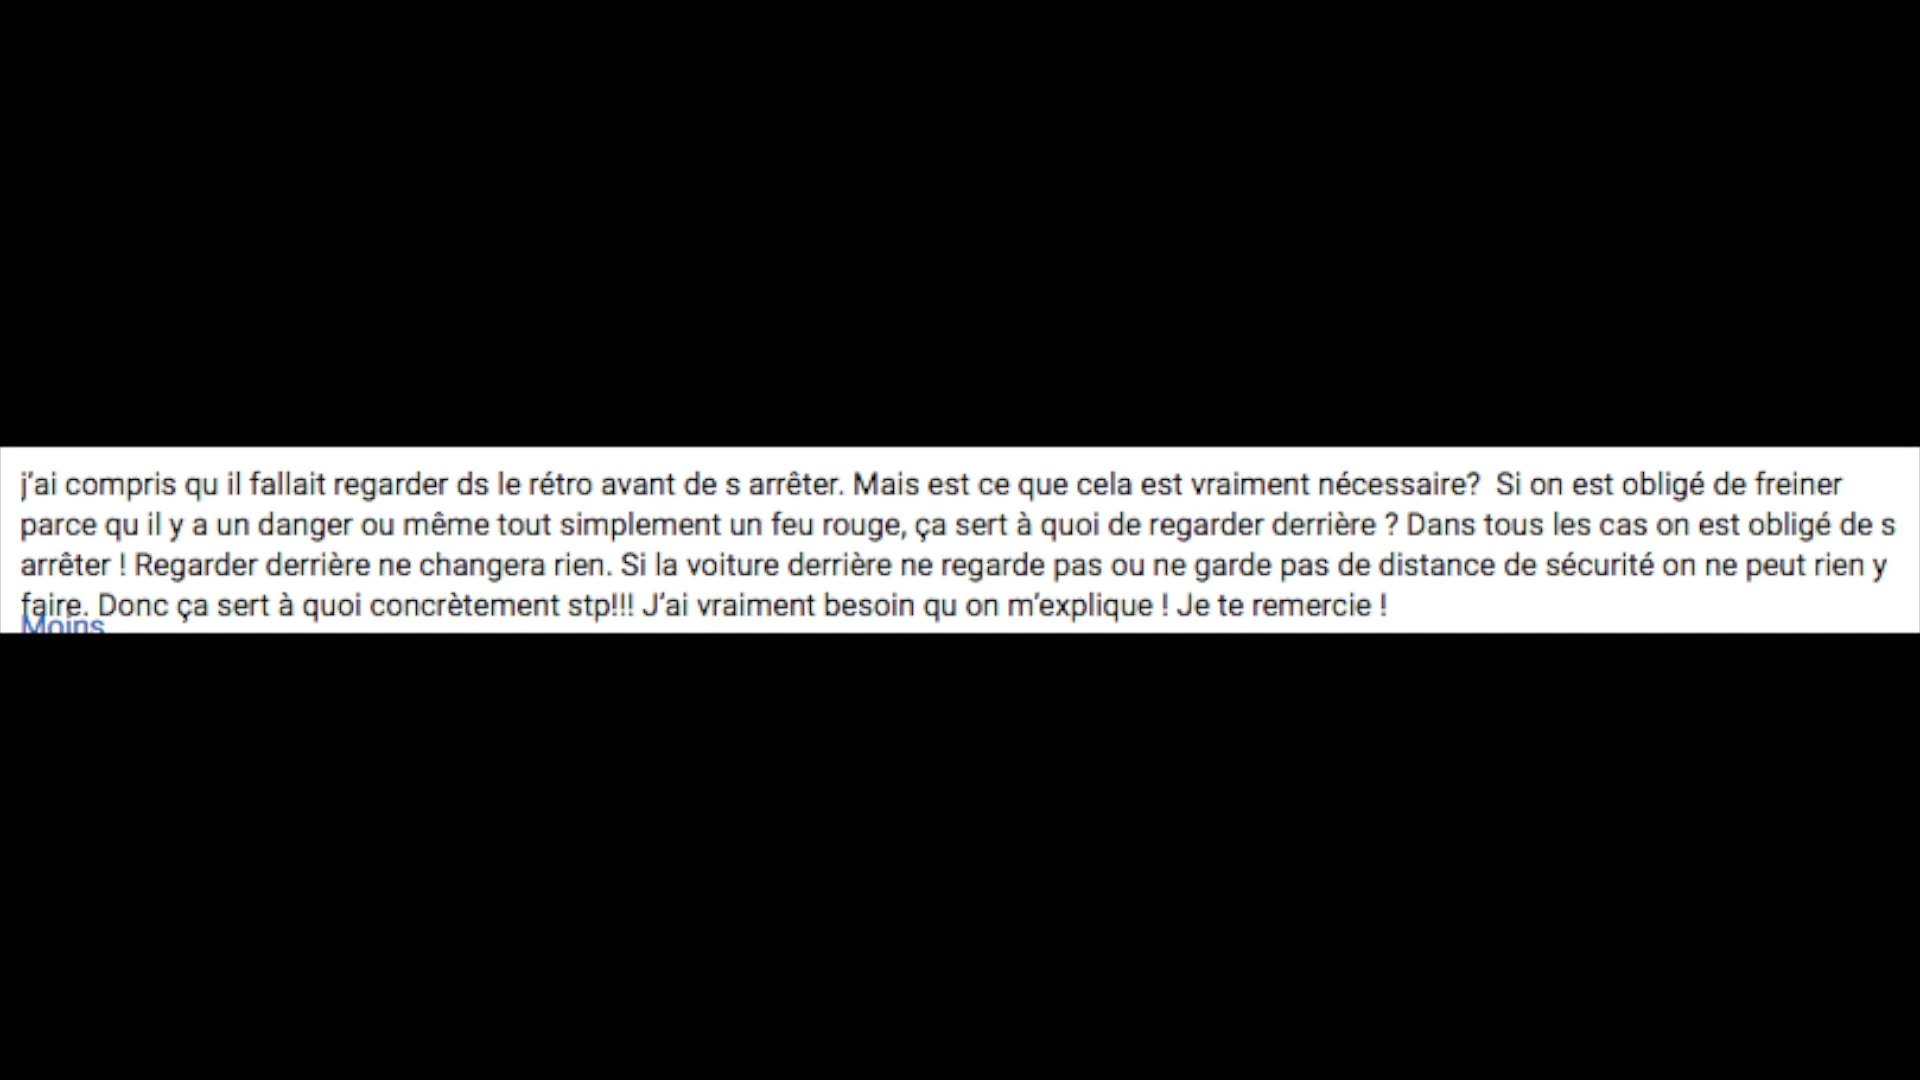 j'ai compris qu il fallait regarder ds le rétro avant de s arrêter. Mais est ce que cela est vraiment nécessaire?  Si on est obligé de freiner
parce qu il y a un danger ou même tout simplement un feu rouge, ça sert à quoi de regarder derrière ? Dans tous les cas on est obligé de s
arrêter ! Regarder derrière ne changera rien. Si la voiture derrière ne regarde pas ou ne garde pas de distance de sécurité on ne peut rien y
faire. Donc ça sert à quoi concrètement stp!!! J'ai vraiment besoin qu on m'explique ! Je te remercie !
Moins